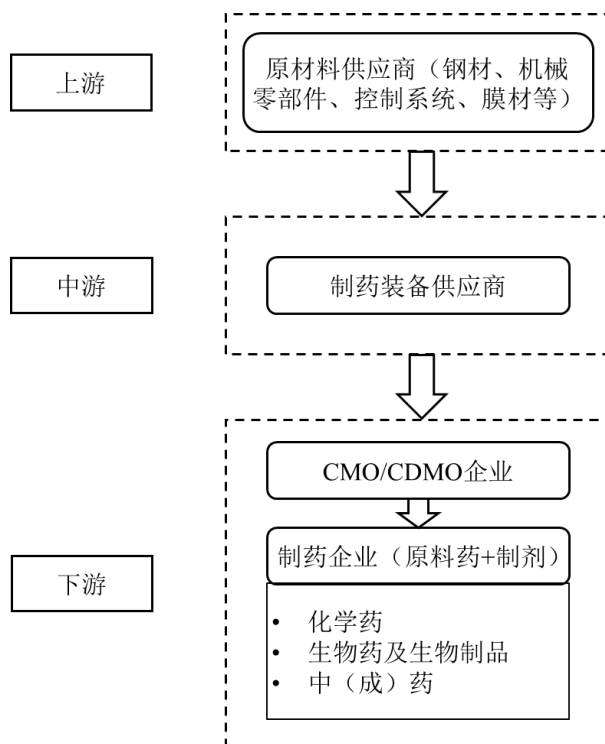 上游
原材料供应商（钢材、机械
零部件、控制系统、膜材等）
中游
制药装备供应商
下游
CMO/CDMO企业
制药企业（原料药+制剂）
• 化学药
• 生物药及生物制品
• 中（成）药